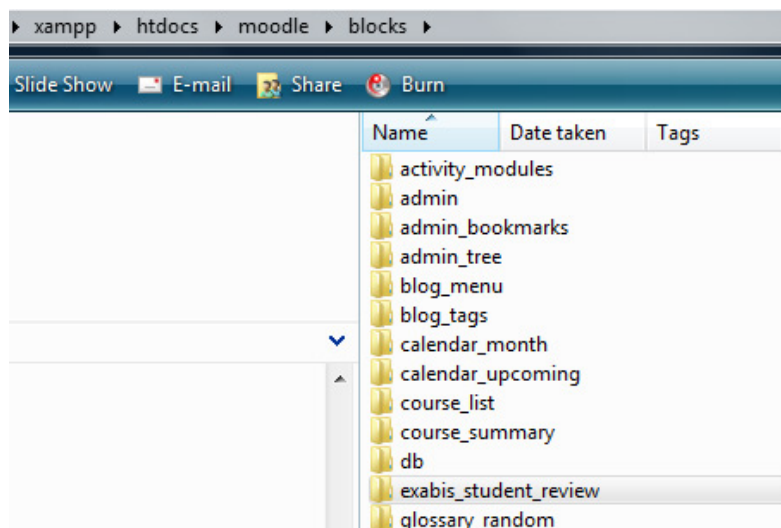 xampp htdocs moodle blocks
Slide Show E-mail Share Burn
Name Date taken Tags
activity_modules
admin
admin_bookmarks
admin_tree
blog_menu
blog_tags
calendar_month
calendar_upcoming
course_list
course_summary
db
exabis_student_review
glossary_random